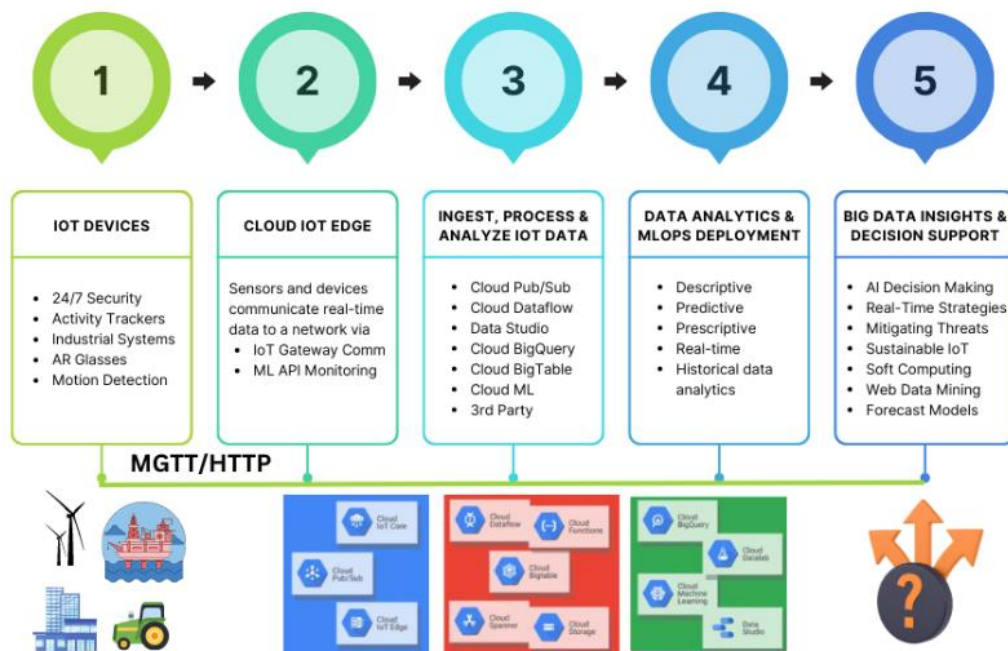 1
2
3
4
5
IOT DEVICES
24/7 Security
Activity Trackers
Industrial Systems
AR Glasses
Motion Detection
CLOUD IOT EDGE
Sensors and devices
communicate real-time
data to a network via
IoT Gateway Comm
ML API Monitoring
INGEST, PROCESS &
ANALYZE IOT DATA
Cloud Pub/Sub
Cloud Dataflow
Data Studio
Cloud BigQuery
Cloud BigTable
Cloud ML
3rd Party
DATA ANALYTICS &
MLOPS DEPLOYMENT
Descriptive
Predictive
Prescriptive
Real-time
Historical data
analytics
BIG DATA INSIGHTS &
DECISION SUPPORT
AI Decision Making
Real-Time Strategies
Mitigating Threats
Sustainable IoT
Soft Computing
Web Data Mining
Forecast Models
MGTT/HTTP
Cloud
IoT Core
Cloud
Pub/Sub
Cloud
IoT Edge
Cloud
Dataflow
Cloud
Functions
Cloud
Bigtable
Cloud
Spanner
Cloud
Storage
Cloud
BigQuery
Cloud
Datalab
Cloud
Machine
Learning
Data
Studio
?